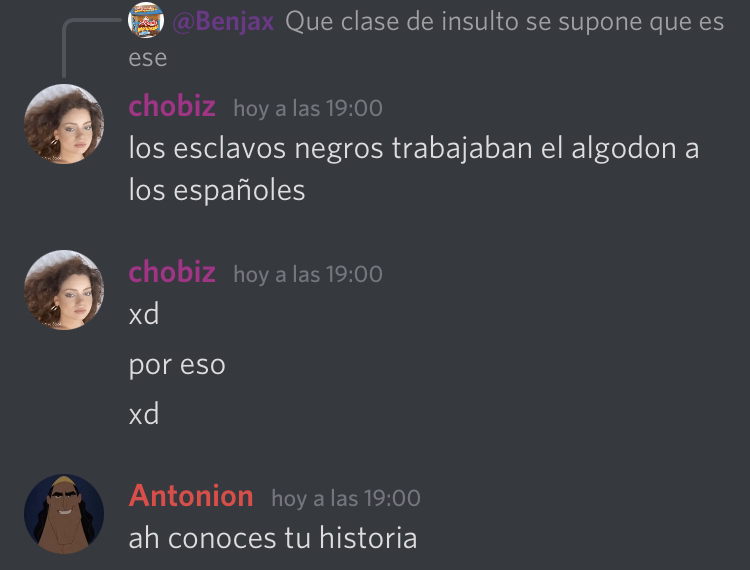 @Benjax Que clase de insulto se supone que es
ese
chobiz hoy a las 19:00
los esclavos negros trabajaban el algodon a
los españoles
chobiz hoy a las 19:00
xd
por eso
xd
Antonion hoy a las 19:00
ah conoces tu historia